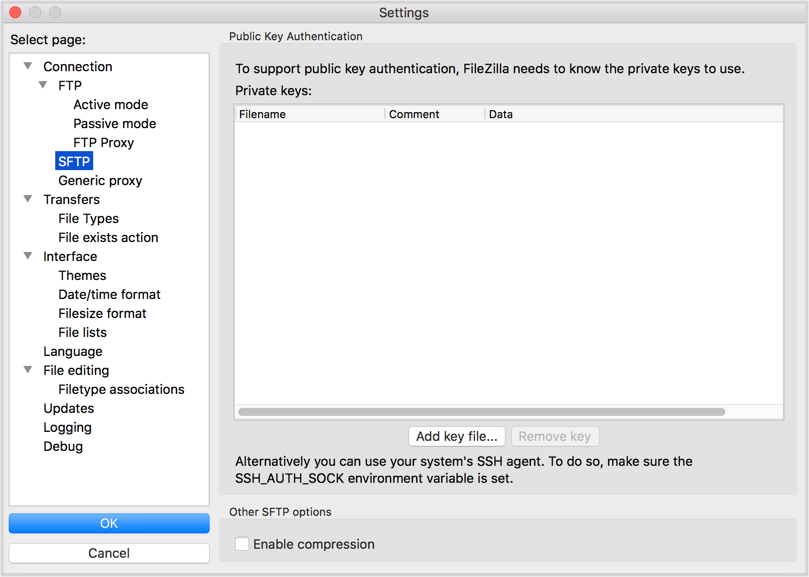 Settings
Select page:
Connection
FTP
Active mode
Passive mode
FTP Proxy
SFTP
Generic proxy
Transfers
File Types
File exists action
Interface
Themes
Date/time format
Filesize format
File lists
Language
File editing
Filetype associations
Updates
Logging
Debug
OK
Cancel
Public Key Authentication
To support public key authentication, FileZilla needs to know the private keys to use.
Private keys:
Filename Comment Data
Add key file... Remove key
Alternatively you can use your system's SSH agent. To do so, make sure the
SSH_AUTH_SOCK environment variable is set.
Other SFTP options
Enable compression